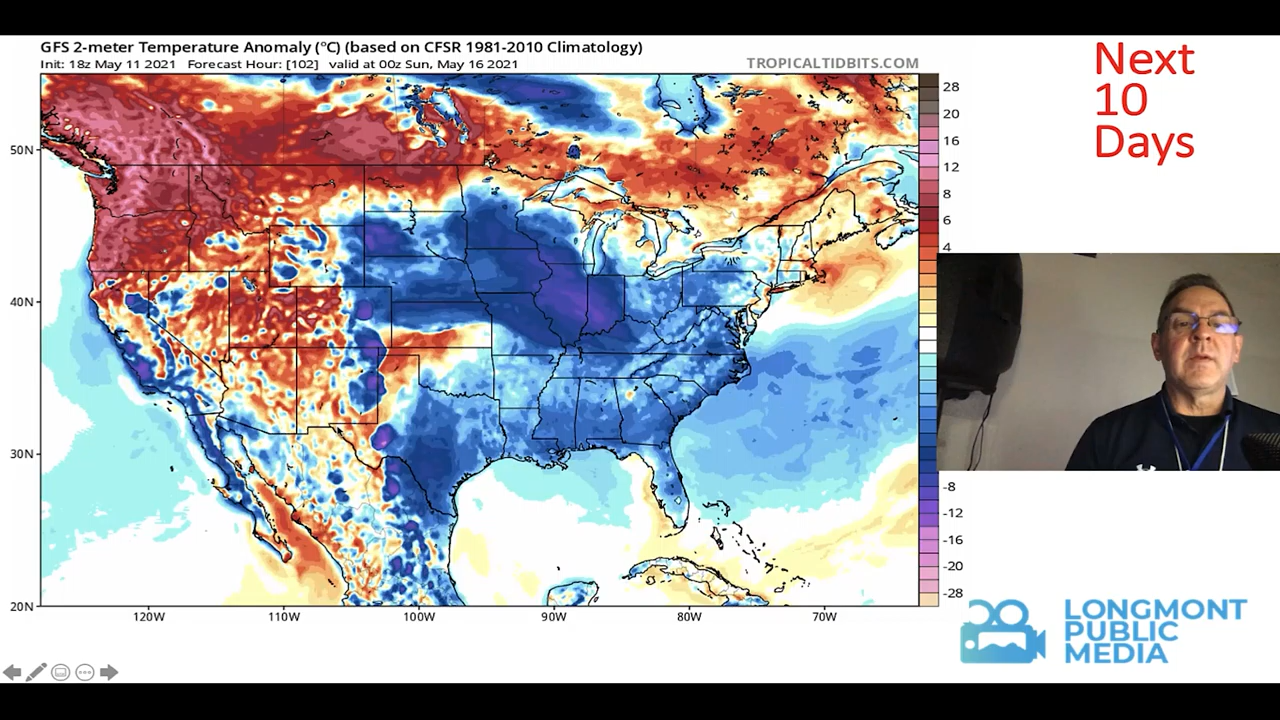 GFS 2-meter Temperature Anomaly (°C) (based on CFSR 1981-2010 Climatology)
Init: 18z May 11 2021 Forecast Hour: [102] valid at 00z Sun, May 16 2021
TROPICALTIDBITS.COM
Next
10
Days
50N
40N
30N
20N
120W
110W
100W
90W
80W
70W
28
20
16
12
8
6
4
-8
-12
-16
-20
-28
LONGMONT
PUBLIC
MEDIA